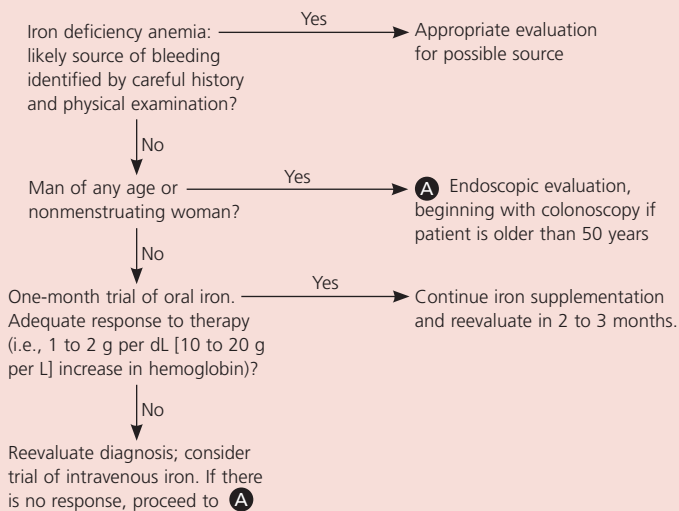 Iron deficiency anemia:
likely source of bleeding
identified by careful history
and physical examination?
Yes
Appropriate evaluation
for possible source
No
Man of any age or
nonmenstruating woman?
Yes
A Endoscopic evaluation,
beginning with colonoscopy if
patient is older than 50 years
No
One-month trial of oral iron.
Adequate response to therapy
(i.e., 1 to 2 g per dL [10 to 20 g
per L] increase in hemoglobin)?
Yes
Continue iron supplementation
and reevaluate in 2 to 3 months.
No
Reevaluate diagnosis; consider
trial of intravenous iron. If there
is no response, proceed to A